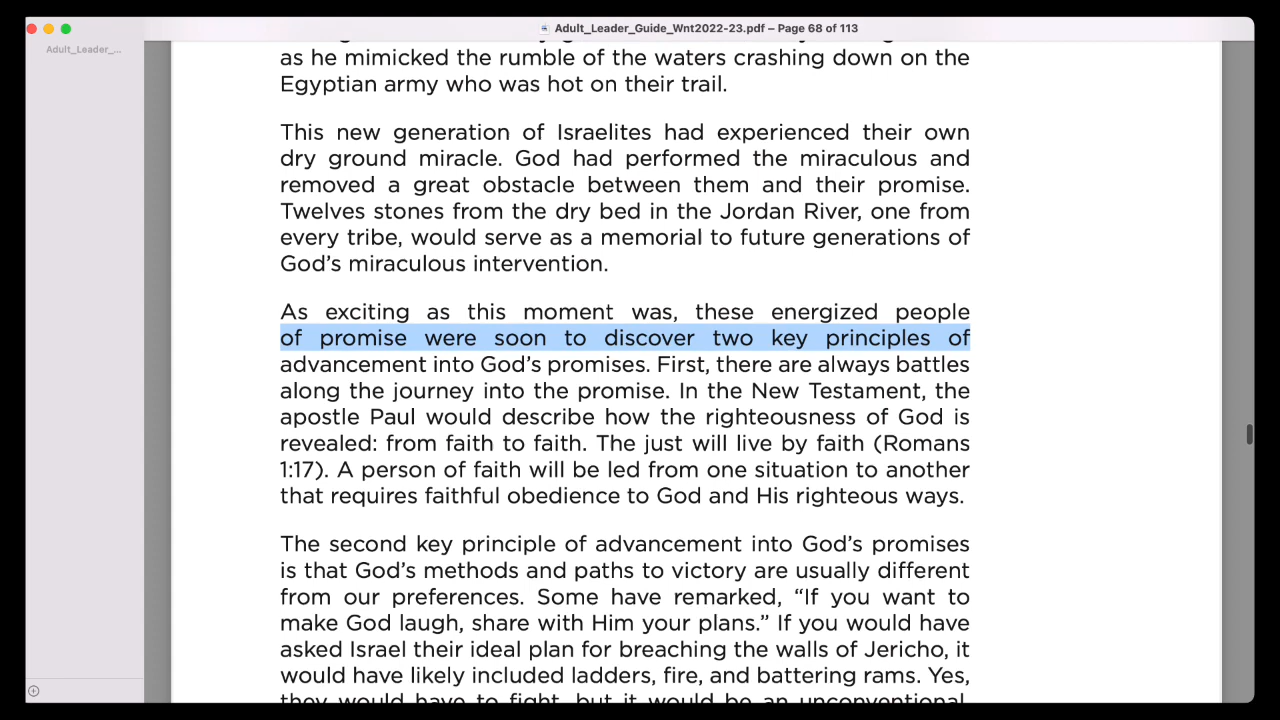 Adult_Leader_Guide_Wnt2022-23.pdf – Page 68 of 113
Adult_Leader_...
as he mimicked the rumble of the waters crashing down on the
Egyptian army who was hot on their trail.
This new generation of Israelites had experienced their own
dry ground miracle. God had performed the miraculous and
removed a great obstacle between them and their promise.
Twelves stones from the dry bed in the Jordan River, one from
every tribe, would serve as a memorial to future generations of
God’s miraculous intervention.
As exciting as this moment was, these energized people
of promise were soon to discover two key principles of
advancement into God’s promises. First, there are always battles
along the journey into the promise. In the New Testament, the
apostle Paul would describe how the righteousness of God is
revealed: from faith to faith. The just will live by faith (Romans
1:17). A person of faith will be led from one situation to another
that requires faithful obedience to God and His righteous ways.
The second key principle of advancement into God’s promises
is that God’s methods and paths to victory are usually different
from our preferences. Some have remarked, “If you want to
make God laugh, share with Him your plans.” If you would have
asked Israel their ideal plan for breaching the walls of Jericho, it
would have likely included ladders, fire, and battering rams. Yes,
they would have to fight, but it would be an unconventional,